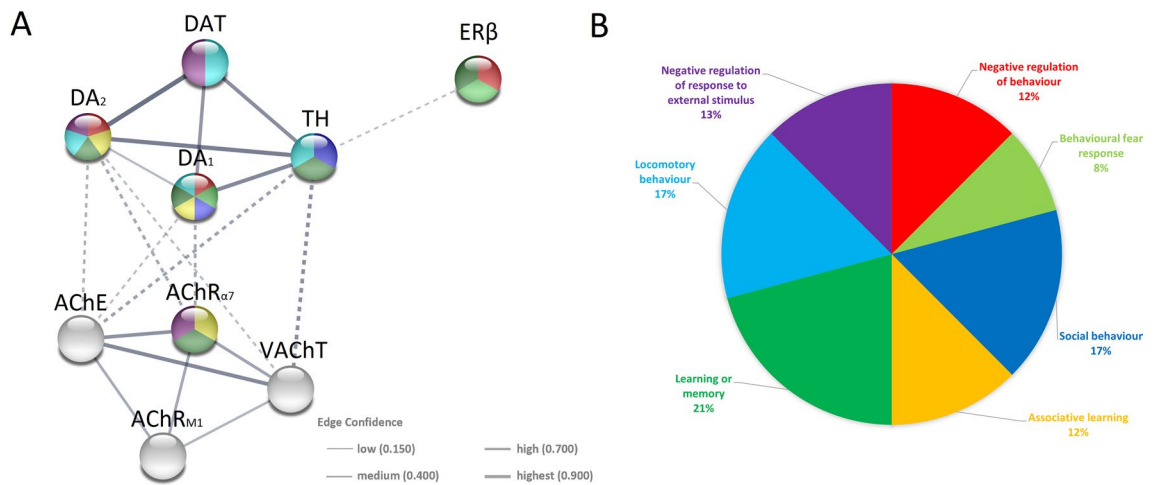 A
DAT
ERβ
DA2
TH
DA1
AChE
AChRα7
VAChT
AChRM1
Edge Confidence
low (0.150)
high (0.700)
medium (0.400)
highest (0.900)
B
Negative regulation
of response to
external stimulus
13%
Negative regulation
of behaviour
12%
Behavioural fear
response
8%
Locomotory
behaviour
17%
Social behaviour
17%
Learning or
memory
21%
Associative learning
12%